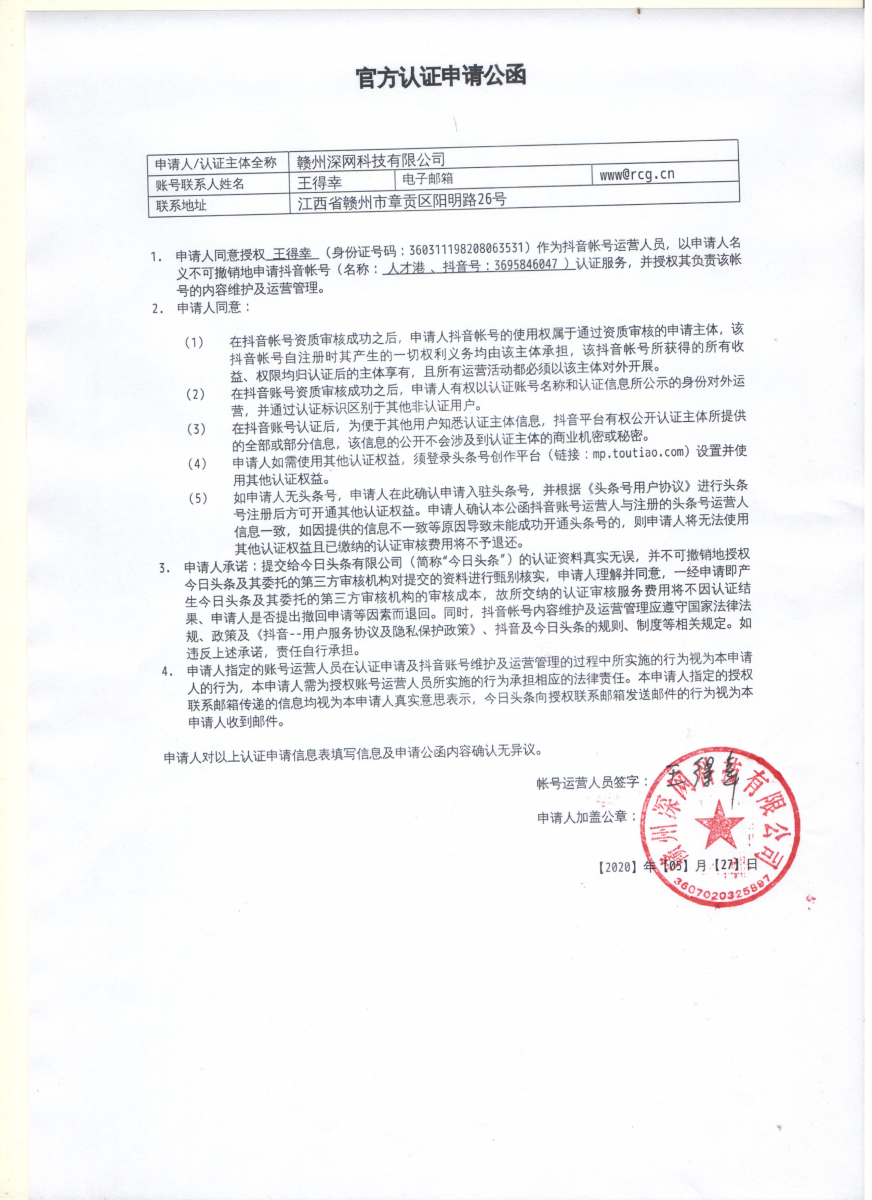 官方认证申请公函
申请人/认证主体全称 赣州深网科技有限公司
账号联系人姓名 王得幸 电子邮箱 www@rcg.cn
联系地址 江西省赣州市章贡区阳明路26号
1. 申请人同意授权 王得幸 （身份证号码：360311198208063531）作为抖音帐号运营人员，以申请人名
义不可撤销地申请抖音帐号（名称： 人才港 、抖音号：3695846047 ）认证服务，并授权其负责该帐
号的内容维护及运营管理。
2. 申请人同意：
(1) 在抖音帐号资质审核成功之后，申请人抖音帐号的使用权属于通过资质审核的申请主体，该
抖音帐号自注册时其产生的一切权利义务均由该主体承担，该抖音帐号所获得的所有收
益、权限均归认证后的主体享有，且所有运营活动都必须以该主体对外开展。
(2) 在抖音账号资质审核成功之后，申请人有权以认证账号名称和认证信息所公示的身份对外运
营，并通过认证标识区别于其他非认证用户。
(3) 在抖音账号认证后，为便于其他用户知悉认证主体信息，抖音平台有权公开认证主体所提供
的全部或部分信息，该信息的公开不会涉及到认证主体的商业机密或秘密。
(4) 申请人如需使用其他认证权益，须登录头条号创作平台（链接：mp.toutiao.com）设置并使
用其他认证权益。
(5) 如申请人无头条号，申请人在此确认申请入驻头条号，并根据《头条号用户协议》进行头条
号注册后方可开通其他认证权益。申请人确认本公函抖音账号运营人与注册的头条号运营人
信息一致，如因提供的信息不一致等原因导致未能成功开通头条号的，则申请人将无法使用
其他认证权益且已缴纳的认证审核费用将不予退还。
3. 申请人承诺：提交给今日头条有限公司（简称“今日头条”）的认证资料真实无误，并不可撤销地授权
今日头条及其委托的第三方审核机构对提交的资料进行甄别核实，申请人理解并同意，一经申请即产
生今日头条及其委托的第三方审核机构的审核成本，故所交纳的认证审核服务费用将不因认证结
果、申请人是否提出撤回申请等因素而退回。同时，抖音帐号内容维护及运营管理应遵守国家法律法
规、政策及《抖音--用户服务协议及隐私保护政策》、抖音及今日头条的规则、制度等相关规定。如
违反上述承诺，责任自行承担。
4. 申请人指定的账号运营人员在认证申请及抖音账号维护及运营管理的过程中所实施的行为视为本申请
人的行为，本申请人需为授权账号运营人员所实施的行为承担相应的法律责任。本申请人指定的授权
联系邮箱传递的信息均视为本申请人真实意思表示，今日头条向授权联系邮箱发送邮件的行为视为本
申请人收到邮件。
申请人对以上认证申请信息表填写信息及申请公函内容确认无异议。
帐号运营人员签字：王得幸
申请人加盖公章：
赣州深网科技有限公司
【2020】年【05】月【27】日
3607020325897